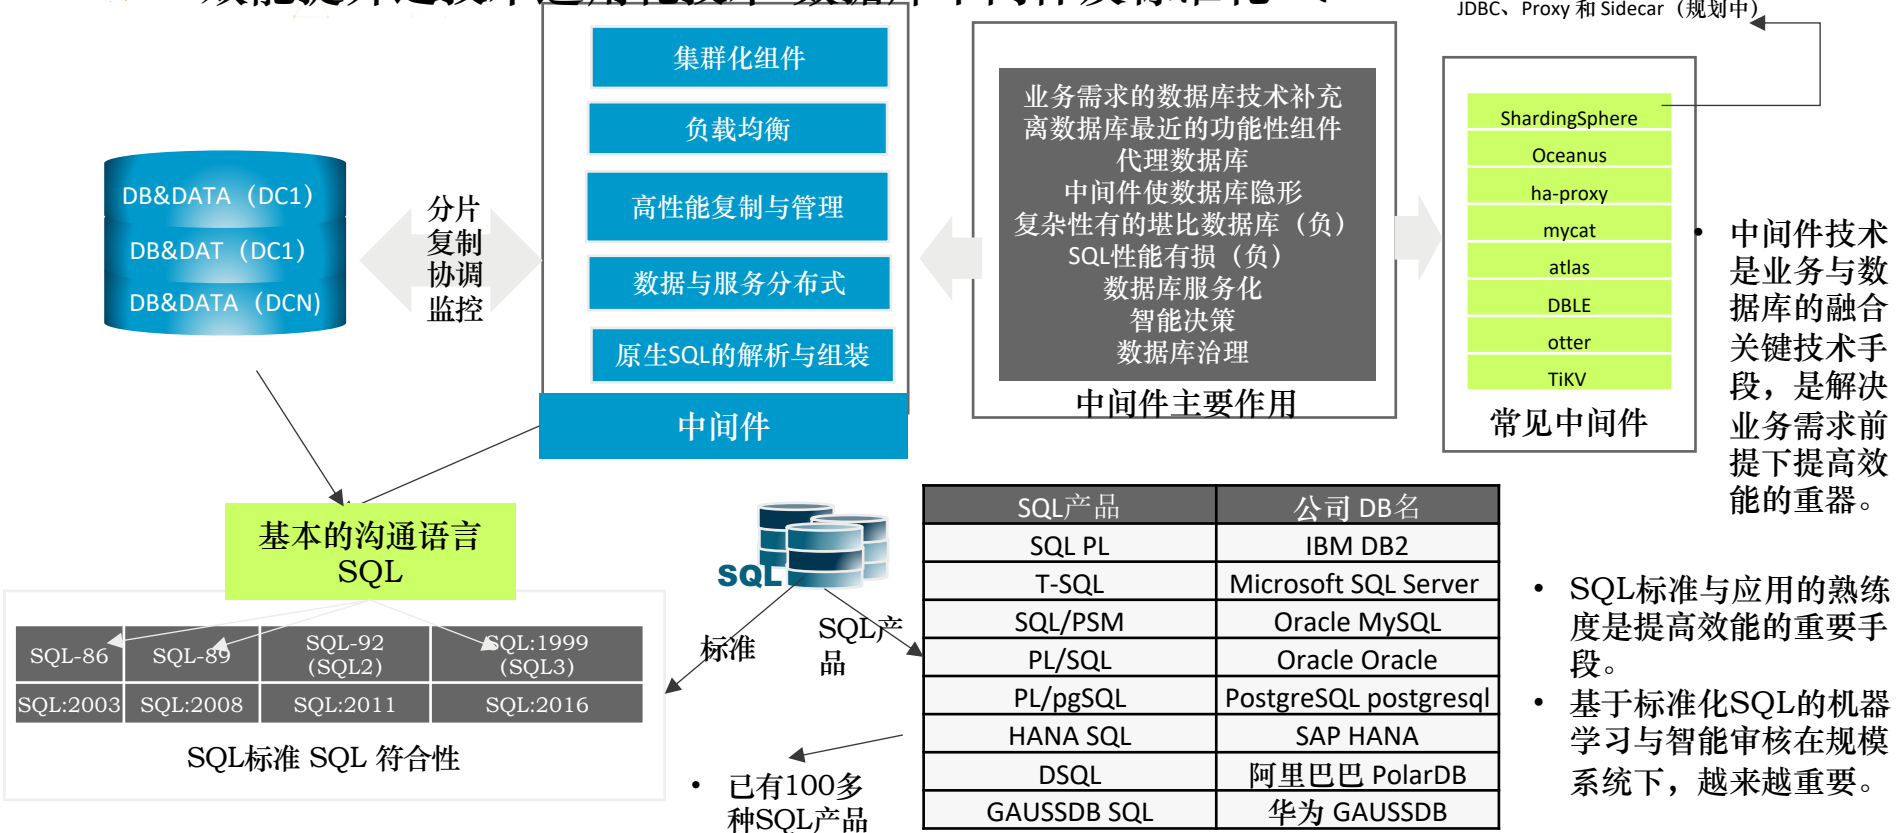 JDBC、Proxy 和 Sidecar（规划中）
集群化组件
负载均衡
高性能复制与管理
数据与服务分布式
原生SQL的解析与组装
中间件
DB&DATA（DC1）
DB&DAT（DC1）
DB&DATA（DCN）
分片
复制
协调
监控
业务需求的数据库技术补充
离数据库最近的功能性组件
代理数据库
中间件使数据库隐形
复杂性有的堪比数据库（负）
SQL性能有损（负）
数据库服务化
智能决策
数据库治理
中间件主要作用
ShardingSphere
Oceanus
ha-proxy
mycat
atlas
DBLE
otter
TiKV
常见中间件
• 中间件技术
是业务与数
据库的融合
关键技术手
段，是解决
业务需求前
提下提高效
能的重器。
基本的沟通语言
SQL
SQL-86 SQL-89 SQL-92 (SQL2) SQL:1999 (SQL3)
SQL:2003 SQL:2008 SQL:2011 SQL:2016
SQL标准 SQL 符合性
SQL
标准
SQL产
品
• 已有100多
种SQL产品
SQL产品 公司 DB名
SQL PL IBM DB2
T-SQL Microsoft SQL Server
SQL/PSM Oracle MySQL
PL/SQL Oracle Oracle
PL/pgSQL PostgreSQL postgresql
HANA SQL SAP HANA
DSQL 阿里巴巴 PolarDB
GAUSSDB SQL 华为 GAUSSDB
• SQL标准与应用的熟练
度是提高效能的重要手
段。
• 基于标准化SQL的机器
学习与智能审核在规模
系统下，越来越重要。